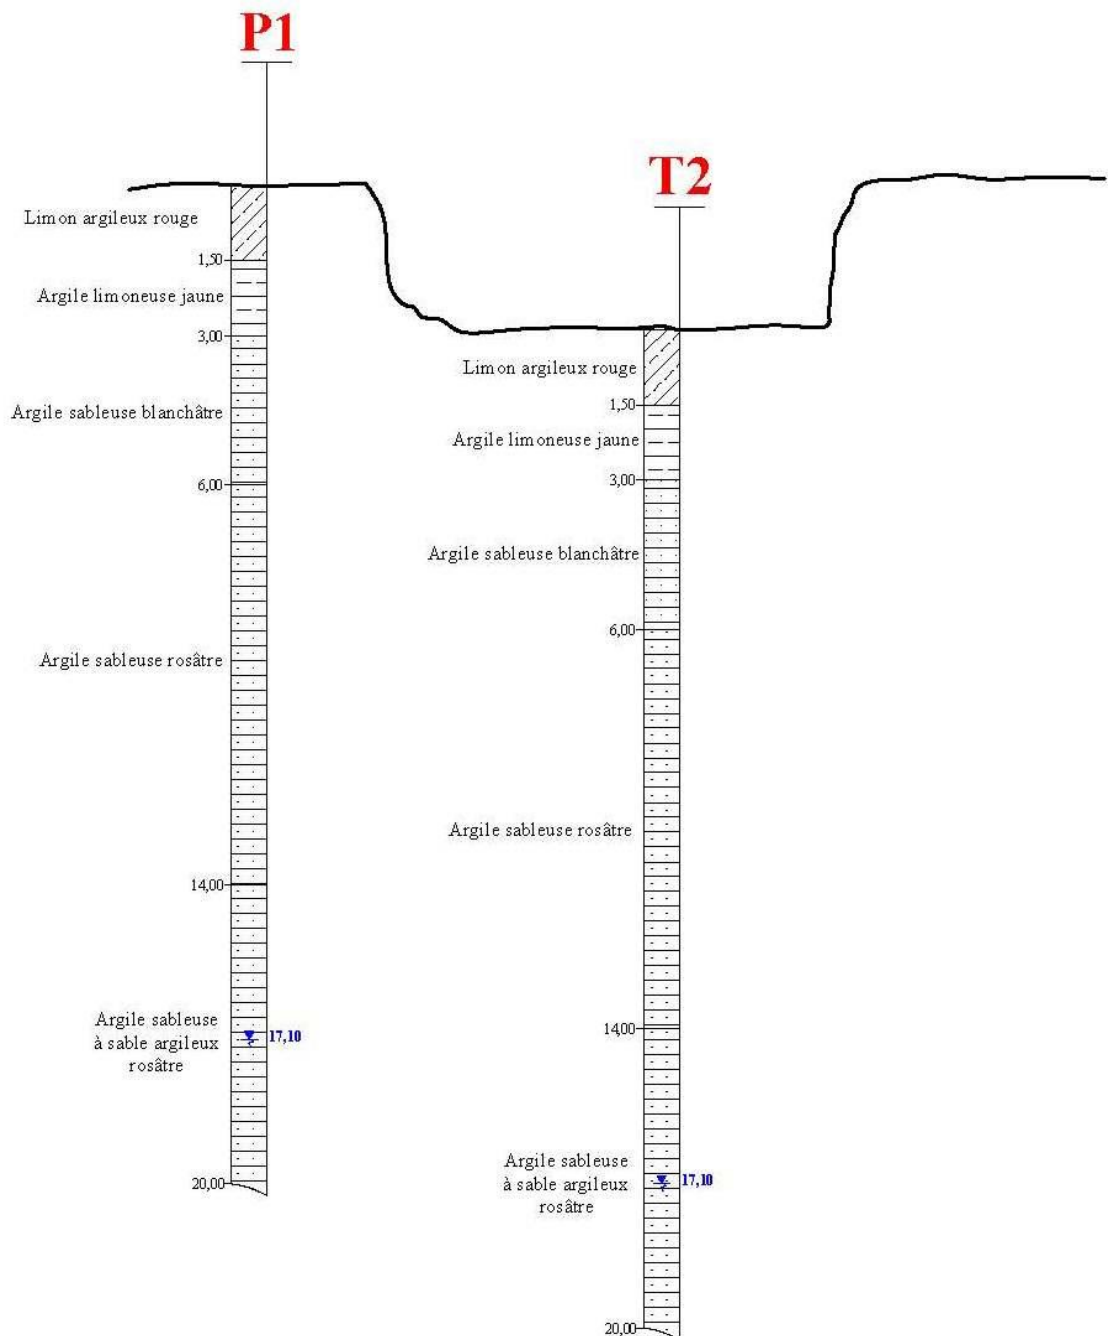 P1
Limon argileux rouge
1,50
Argile limoneuse jaune
3,00
Argile sableuse blanchâtre
6,00
Argile sableuse rosâtre
14,00
Argile sableuse
à sable argileux
rosâtre
17,10
20,00
T2
Limon argileux rouge
1,50
Argile limoneuse jaune
3,00
Argile sableuse blanchâtre
6,00
Argile sableuse rosâtre
14,00
Argile sableuse
à sable argileux
rosâtre
17,10
20,00